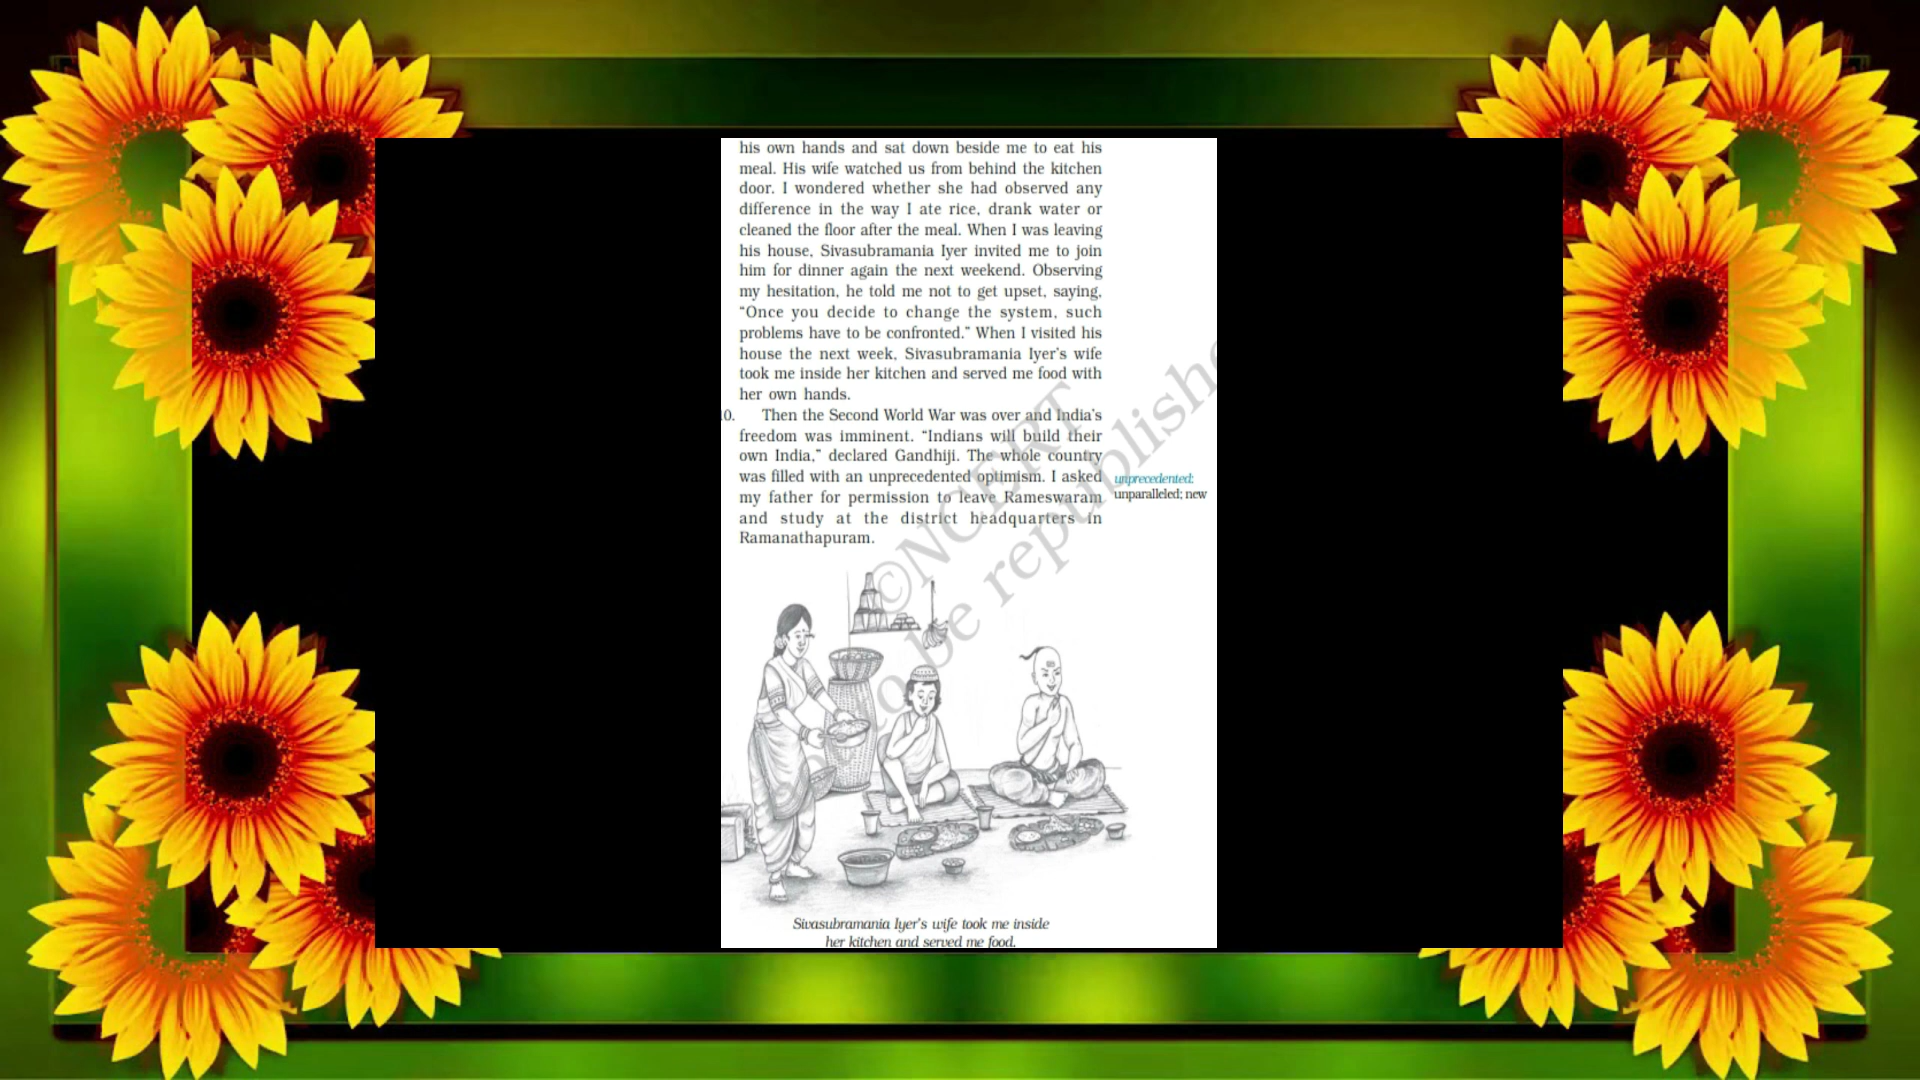 his own hands and sat down beside me to eat his
meal. His wife watched us from behind the kitchen
door. I wondered whether she had observed any
difference in the way I ate rice, drank water or
cleaned the floor after the meal. When I was leaving
his house, Sivasubramania Iyer invited me to join
him for dinner again the next weekend. Observing
my hesitation, he told me not to get upset, saying,
“Once you decide to change the system, such
problems have to be confronted.” When I visited his
house the next week, Sivasubramania Iyer's wife
took me inside her kitchen and served me food with
her own hands.
0. Then the Second World War was over and India's
freedom was imminent. “Indians will build their
own India,” declared Gandhiji. The whole country
was filled with an unprecedented optimism. I asked
my father for permission to leave Rameswaram
and study at the district headquarters in
Ramanathapuram.
unprecedented:
unparalleled; new
©NCERT
to be republishe
Sivasubramania Iyer's wife took me inside
her kitchen and served me food.